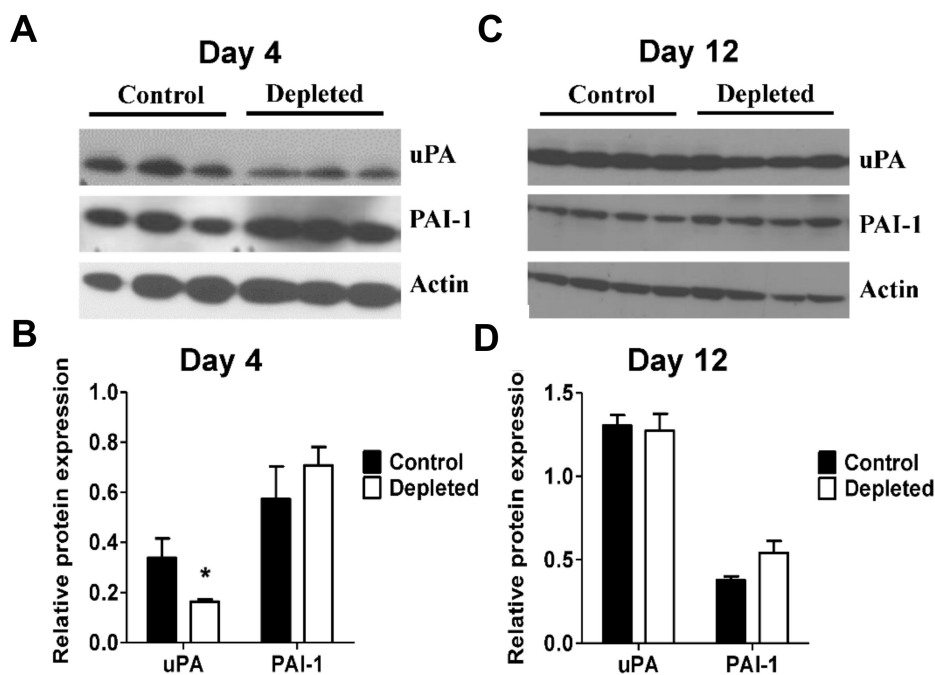 A
Day 4
Control Depleted
uPA
PAI-1
Actin
C
Day 12
Control Depleted
uPA
PAI-1
Actin
B
Day 4
Relative protein expression
1.0
0.8
0.6
0.4
0.2
0.0
*
uPA PAI-1
Control
Depleted
D
Day 12
Relative protein expressio
1.5
1.0
0.5
0.0
uPA PAI-1
Control
Depleted